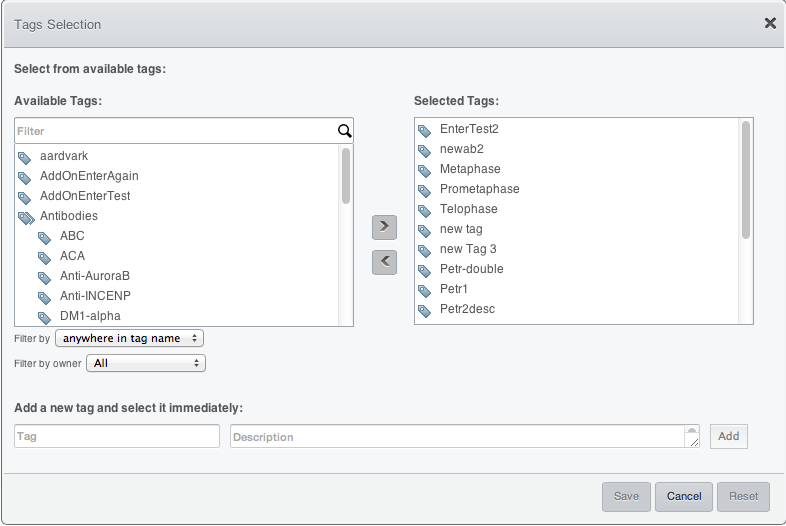 Tags Selection
Select from available tags:
Available Tags:
Filter
aardvark
AddOnEnterAgain
AddOnEnterTest
Antibodies
ABC
ACA
Anti-AuroraB
Anti-INCENP
DM1-alpha
Filter by anywhere in tag name
Filter by owner All
Selected Tags:
EnterTest2
newab2
Metaphase
Prometaphase
Telophase
new tag
new Tag 3
Petr-double
Petr1
Petr2desc
Add a new tag and select it immediately:
Tag Description Add
Save Cancel Reset